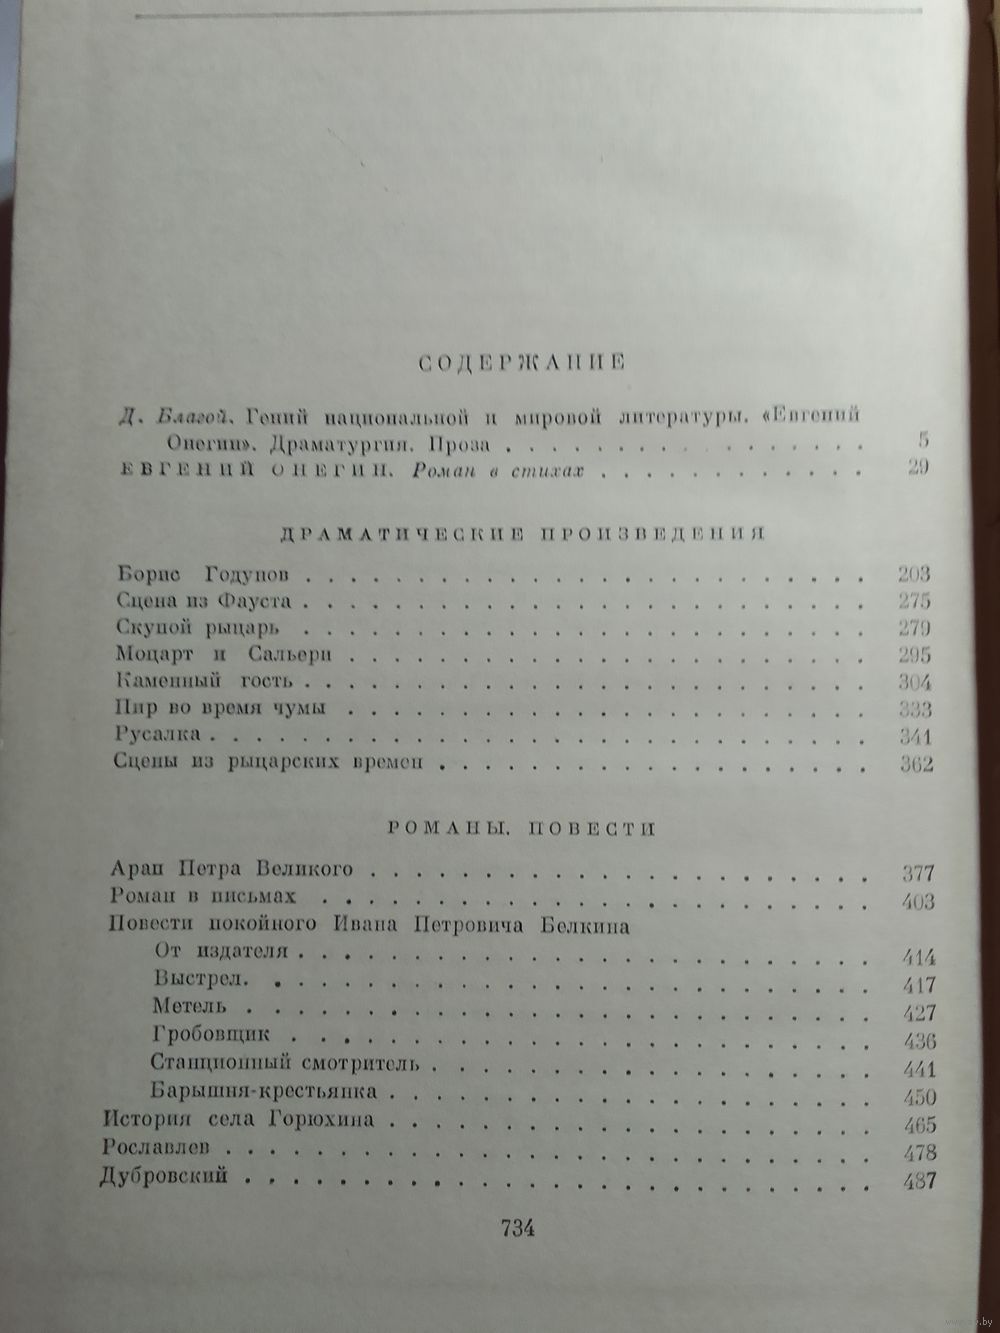 СОДЕРЖАНИЕ
Д. Благой. Гений национальной и мировой литературы. «Евгений
Онегин». Драматургия. Проза . . . . . . . . . . . . . . . . 5
ЕВГЕНИЙ ОНЕГИН. Роман в стихах . . . . . . . . . . . . 29
ДРАМАТИЧЕСКИЕ ПРОИЗВЕДЕНИЯ
Борис Годунов . . . . . . . . . . . . . . . . . . . . . . . . 203
Сцена из Фауста . . . . . . . . . . . . . . . . . . . . . . . . 275
Скупой рыцарь . . . . . . . . . . . . . . . . . . . . . . . . 279
Моцарт и Сальери . . . . . . . . . . . . . . . . . . . . . . 295
Каменный гость . . . . . . . . . . . . . . . . . . . . . . . . 304
Пир во время чумы . . . . . . . . . . . . . . . . . . . . . . 333
Русалка . . . . . . . . . . . . . . . . . . . . . . . . . . . . 341
Сцены из рыцарских времен . . . . . . . . . . . . . . . . . . 362
РОМАНЫ. ПОВЕСТИ
Арап Петра Великого . . . . . . . . . . . . . . . . . . . . . 377
Роман в письмах . . . . . . . . . . . . . . . . . . . . . . . 403
Повести покойного Ивана Петровича Белкина
От издателя . . . . . . . . . . . . . . . . . . . . . . . . 414
Выстрел. . . . . . . . . . . . . . . . . . . . . . . . . . 417
Метель . . . . . . . . . . . . . . . . . . . . . . . . . . 427
Гробовщик . . . . . . . . . . . . . . . . . . . . . . . . 436
Станционный смотритель . . . . . . . . . . . . . . . . . . 441
Барышня-крестьянка . . . . . . . . . . . . . . . . . . . . 450
История села Горюхина . . . . . . . . . . . . . . . . . . . . 465
Рославлев . . . . . . . . . . . . . . . . . . . . . . . . . . 478
Дубровский . . . . . . . . . . . . . . . . . . . . . . . . . . 487
734